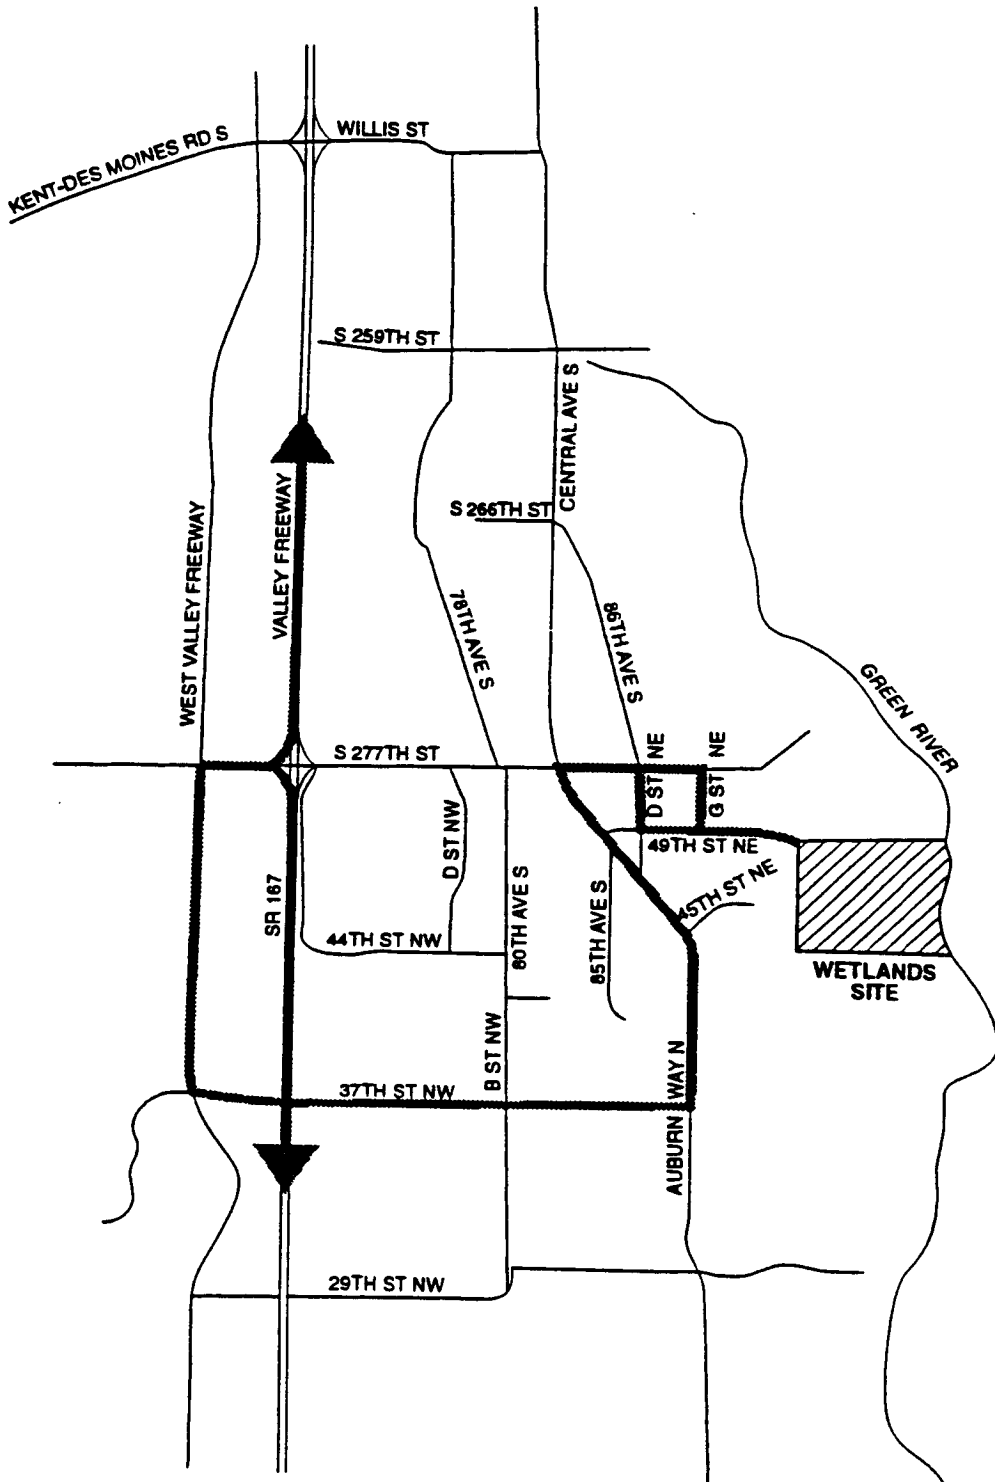 WILLIS ST
KENT-DES MOINES RD S
S 259TH ST
CENTRAL AVE S
S 266TH ST
WEST VALLEY FREEWAY
VALLEY FREEWAY
78TH AVE S
86TH AVE S
GREEN RIVER
S 277TH ST
D ST NE
G ST NE
D ST NW
49TH ST NE
45TH ST NE
SR 167
80TH AVE S
85TH AVE S
44TH ST NW
WETLANDS
SITE
B ST NW
37TH ST NW
AUBURN WAY N
29TH ST NW